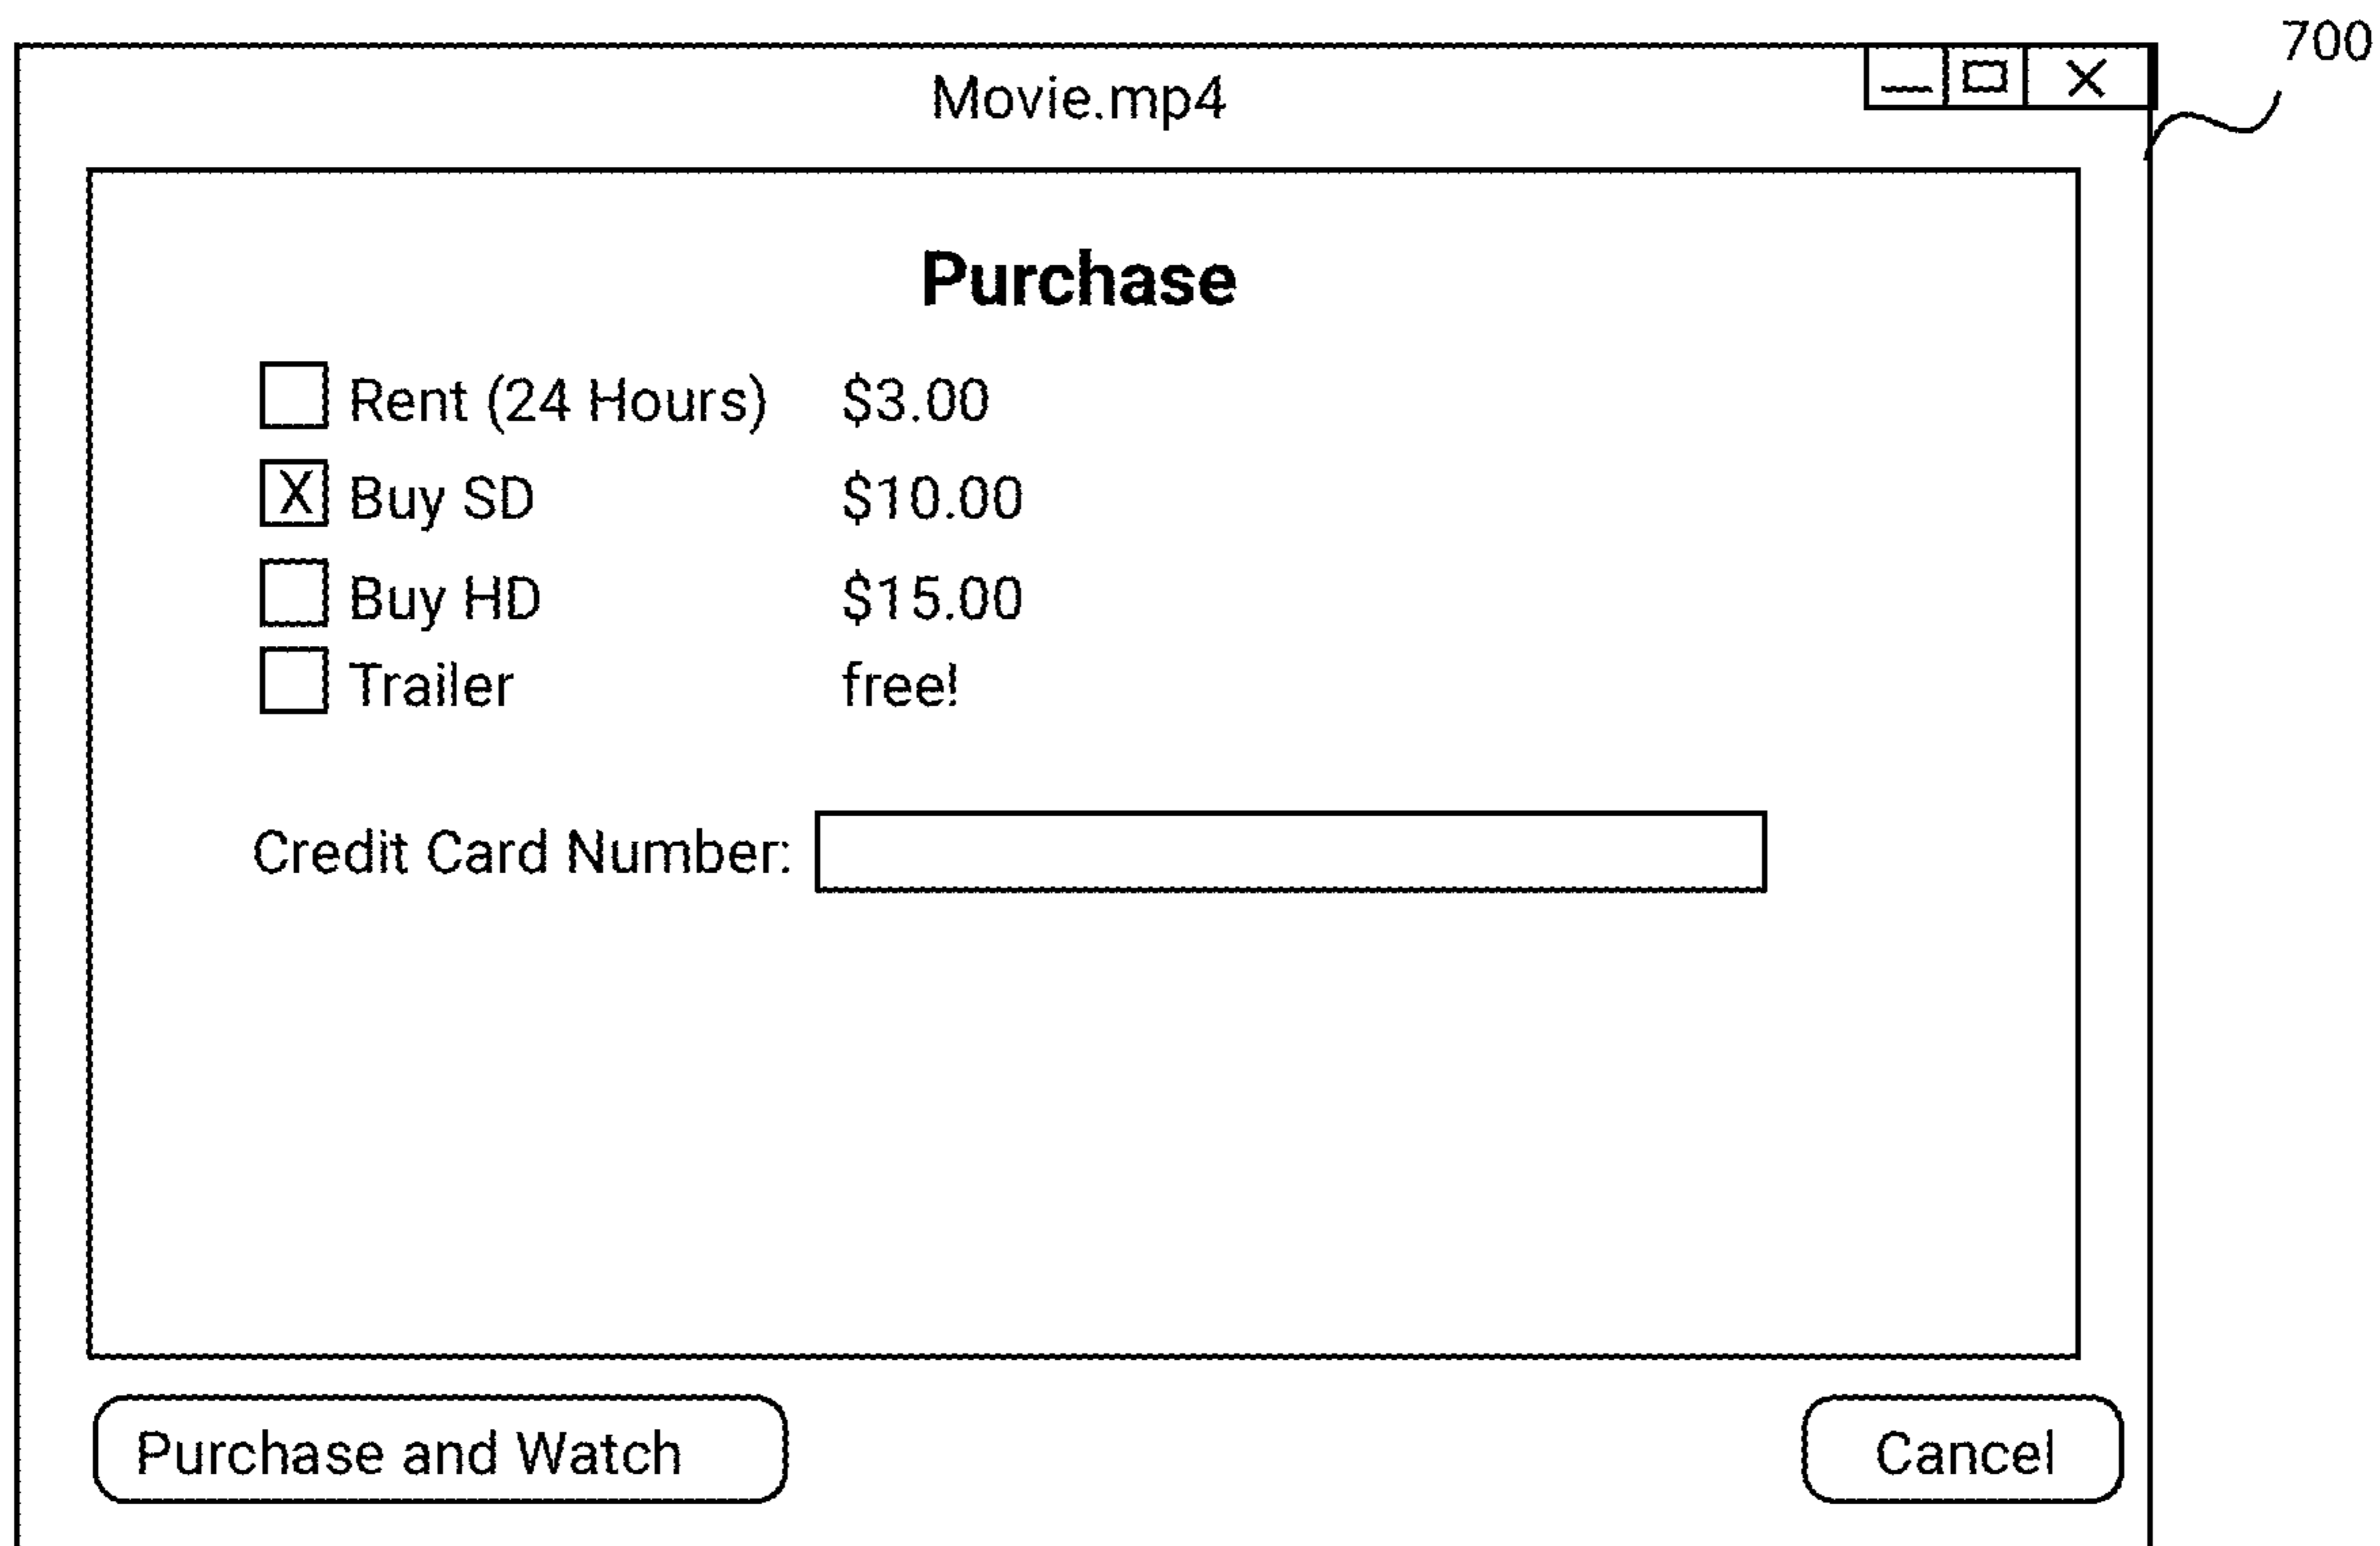 700
Movie.mp4
Purchase
Rent (24 Hours) $3.00
X Buy SD $10.00
Buy HD $15.00
Trailer free!
Credit Card Number:
Purchase and Watch Cancel